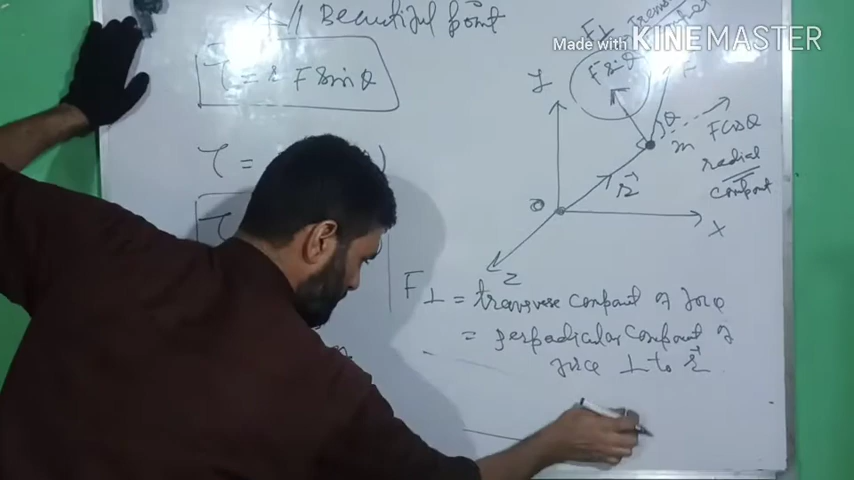 Beautiful point
τ = r F sin θ
τ =
τ
Made with KINEMASTER
F⊥
F sin θ
Y
F
θ
m
F cos θ
radial
compont
r⃗
O
X
Z
F⊥ = transverse compont of force
= perpendicular compont of
force ⊥ to r⃗